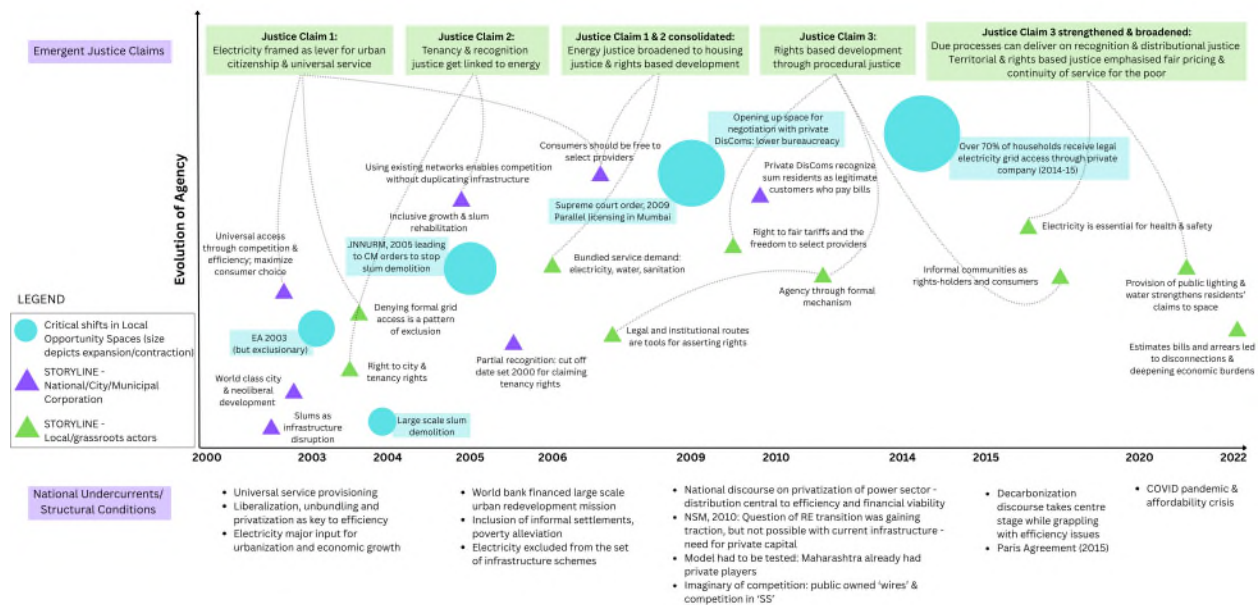 Emergent Justice Claims
Justice Claim 1:
Electricity framed as lever for urban
citizenship & universal service
Justice Claim 2:
Tenancy & recognition
justice get linked to energy
Justice Claim 1 & 2 consolidated:
Energy justice broadened to housing
justice & rights based development
Justice Claim 3:
Rights based development
through procedural justice
Justice Claim 3 strengthened & broadened:
Due processes can deliver on recognition & distributional justice
Territorial & rights based justice emphasised fair pricing &
continuity of service for the poor
Evolution of Agency
Opening up space for
negotiation with private
DisComs: lower bureaucreacy
Consumers should be free to
select providers
Over 70% of households receive legal
electricity grid access through private
company (2014-15)
Using existing networks enables competition
without duplicating infrastructure
Private DisComs recognize
sum residents as legitimate
customers who pay bills
Supreme court order, 2009
Parallel licensing in Mumbai
Inclusive growth & slum
rehabilitation
Universal access
through competition &
efficiency; maximize
consumer choice
JNNURM, 2005 leading
to CM orders to stop
slum demolition
Right to fair tariffs and the
freedom to select providers
Electricity is essential for health & safety
Bundled service demand:
electricity, water, sanitation
Informal communities as
rights-holders and consumers
Agency through formal
mechanism
Provision of public lighting &
water strengthens residents'
claims to space
LEGEND
Critical shifts in Local
Opportunity Spaces (size
depicts expansion/contraction)
STORYLINE -
National/City/Municipal
Corporation
STORYLINE -
Local/grassroots actors
Denying formal grid
access is a pattern
of exclusion
EA 2003
(but exclusionary)
Legal and institutional routes
are tools for asserting rights
Partial recognition: cut off
date set 2000 for claiming
tenancy rights
Estimates bills and arrears led
to disconnections &
deepening economic burdens
Right to city &
tenancy rights
World class city
& neoliberal
development
Slums as
infrastructure
disruption
Large scale slum
demolition
2000 2003 2004 2005 2006 2009 2010 2014 2015 2020 2022
National Undercurrents/
Structural Conditions
• Universal service provisioning
• Liberalization, unbundling and
privatization as key to efficiency
• Electricity major input for
urbanization and economic growth
• World bank financed large scale
urban redevelopment mission
• Inclusion of informal settlements,
poverty alleviation
• Electricity excluded from the set
of infrastructure schemes
• National discourse on privatization of power sector -
distribution central to efficiency and financial viability
• NSM, 2010: Question of RE transition was gaining
traction, but not possible with current infrastructure -
need for private capital
• Model had to be tested: Maharashtra already had
private players
• Imaginary of competition: public owned 'wires' &
competition in 'SS'
• Decarbonization
discourse takes centre
stage while grappling
with efficiency issues
• Paris Agreement (2015)
• COVID pandemic &
affordability crisis